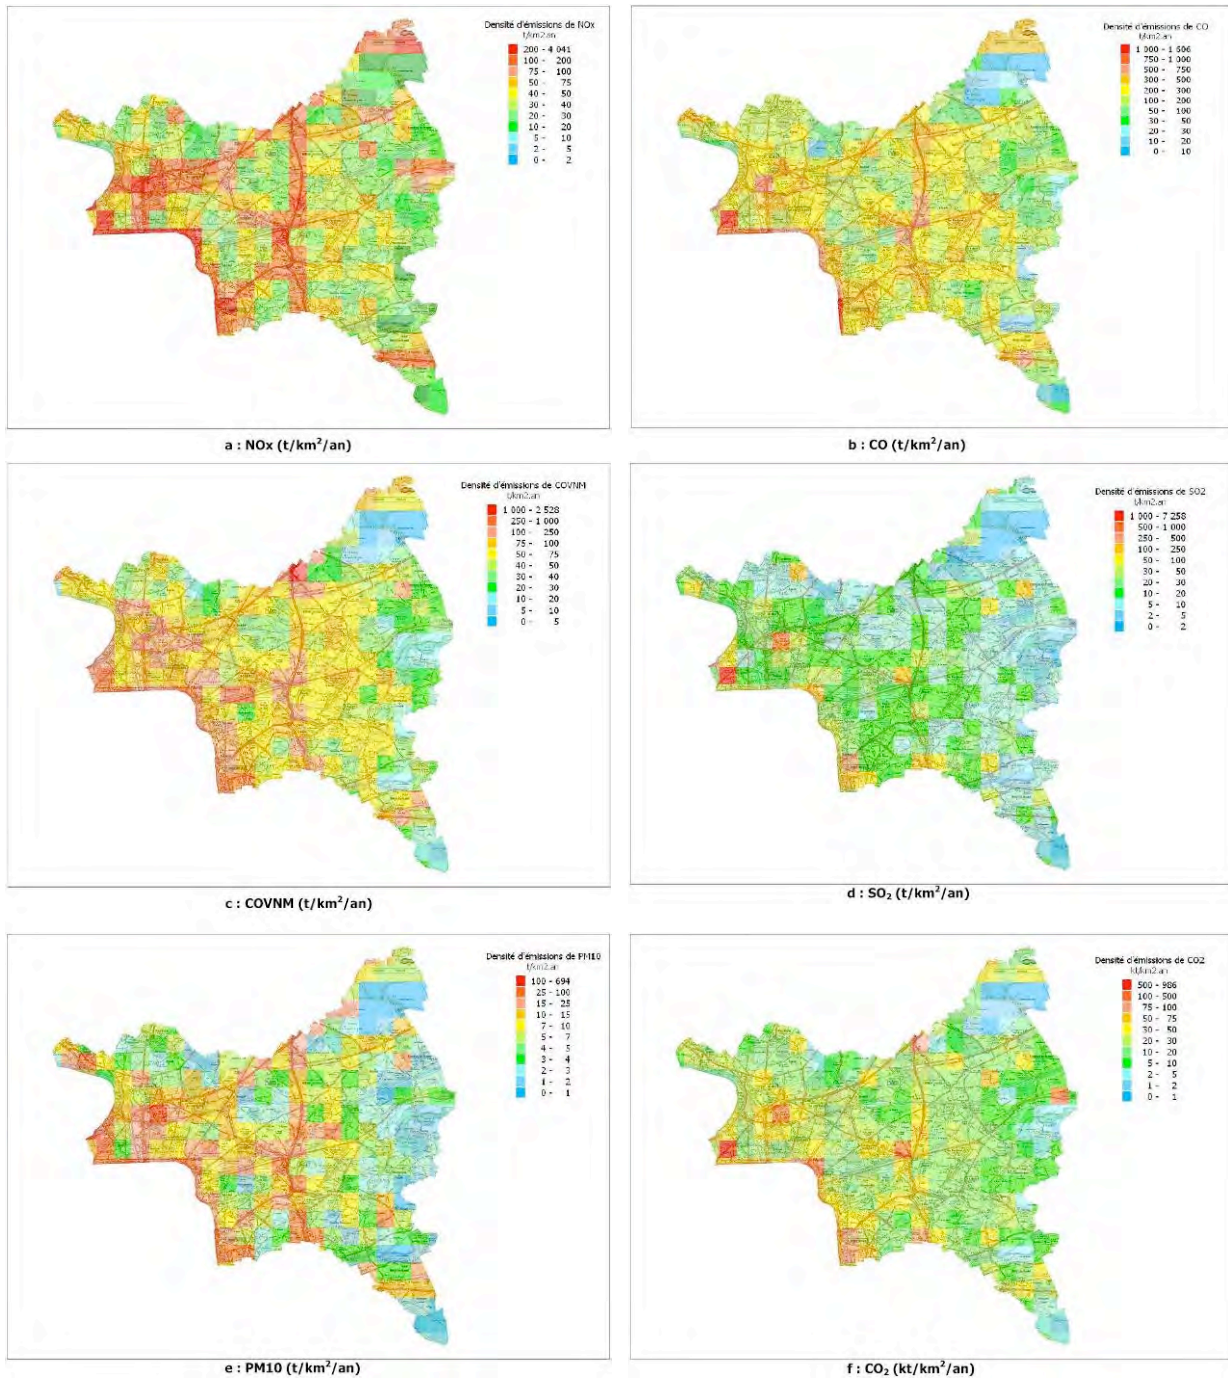 Densité d'émissions de NOx
t/km2.an
200 - 4 041
100 - 200
75 - 100
50 - 75
40 - 50
30 - 40
20 - 30
10 - 20
5 - 10
2 - 5
0 - 2
a : NOx (t/km²/an)
Densité d'émissions de CO
t/km2.an
1 000 - 1 606
750 - 1 000
500 - 750
300 - 500
200 - 300
100 - 200
50 - 100
30 - 50
20 - 30
10 - 20
0 - 10
b : CO (t/km²/an)
Densité d'émissions de COVNM
t/km2.an
1 000 - 2 528
250 - 1 000
100 - 250
75 - 100
50 - 75
40 - 50
30 - 40
20 - 30
10 - 20
5 - 10
0 - 5
c : COVNM (t/km²/an)
Densité d'émissions de SO2
t/km2.an
1 000 - 7 258
500 - 1 000
250 - 500
100 - 250
50 - 100
30 - 50
20 - 30
10 - 20
5 - 10
2 - 5
0 - 2
d : SO₂ (t/km²/an)
Densité d'émissions de PM10
t/km2.an
100 - 694
25 - 100
15 - 25
10 - 15
7 - 10
5 - 7
4 - 5
3 - 4
2 - 3
1 - 2
0 - 1
e : PM10 (t/km²/an)
Densité d'émissions de CO2
kt/km2.an
500 - 986
100 - 500
75 - 100
50 - 75
30 - 50
20 - 30
10 - 20
5 - 10
2 - 5
1 - 2
0 - 1
f : CO₂ (kt/km²/an)